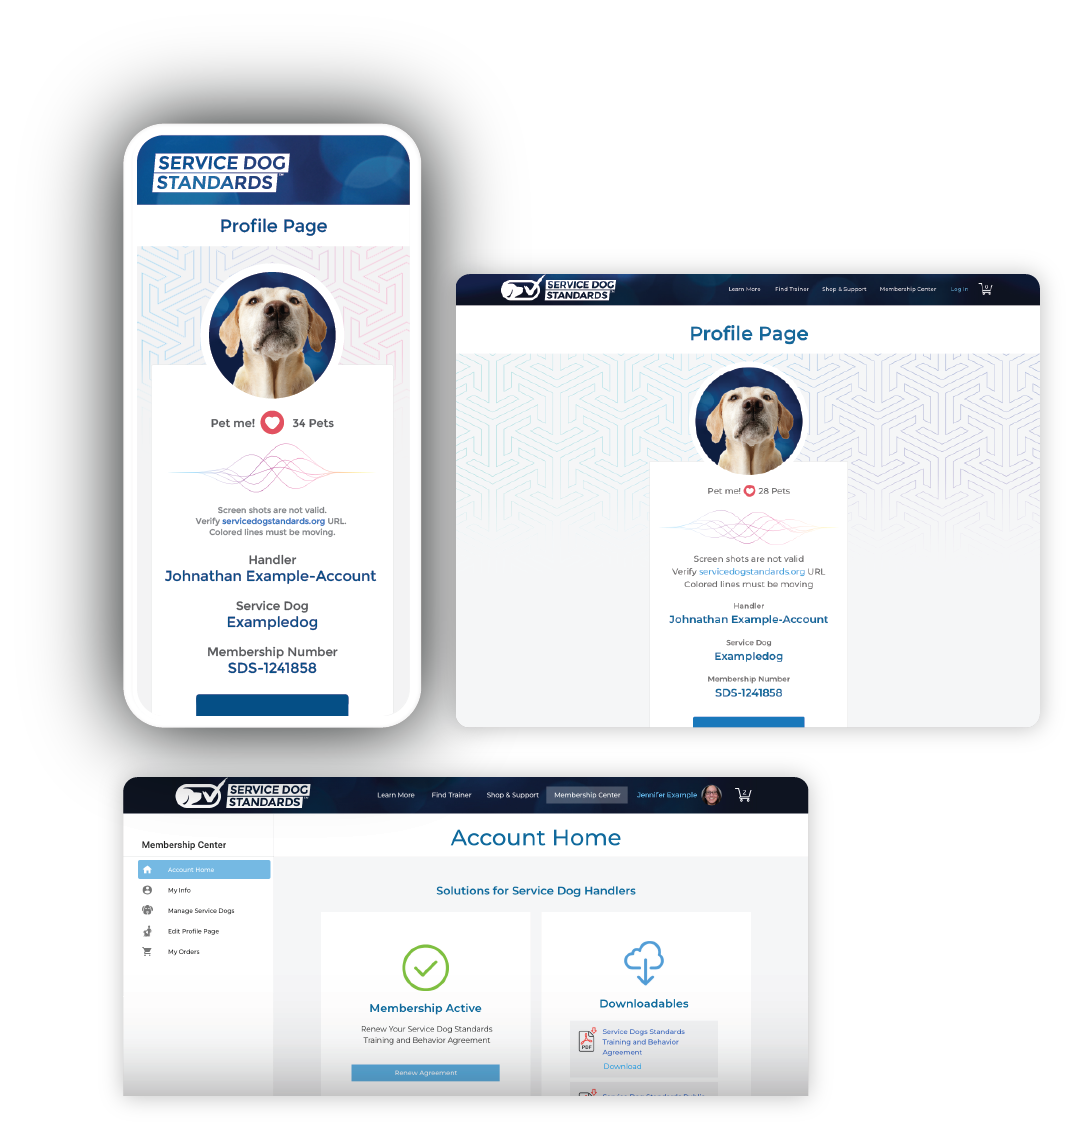 SERVICE DOG
STANDARDS™
Profile Page
Pet me! 34 Pets
Screen shots are not valid.
Verify servicedogstandards.org URL.
Colored lines must be moving.
Handler
Johnathan Example-Account
Service Dog
Exampledog
Membership Number
SDS-1241858
SERVICE DOG
STANDARDS
Learn More Find Trainer Shop & Support Membership Center Log in 0
Profile Page
Pet me! 28 Pets
Screen shots are not valid
Verify servicedogstandards.org URL
Colored lines must be moving
Handler
Johnathan Example-Account
Service Dog
Exampledog
Membership Number
SDS-1241858
SERVICE DOG
STANDARDS
Learn More Find Trainer Shop & Support Membership Center Jennifer Example 2
Membership Center
Account Home
My Info
Manage Service Dogs
Edit Profile Page
My Orders
Account Home
Solutions for Service Dog Handlers
Membership Active
Renew Your Service Dog Standards
Training and Behavior Agreement
Renew Agreement
Downloadables
PDF
Service Dogs Standards
Training and Behavior
Agreement
Download